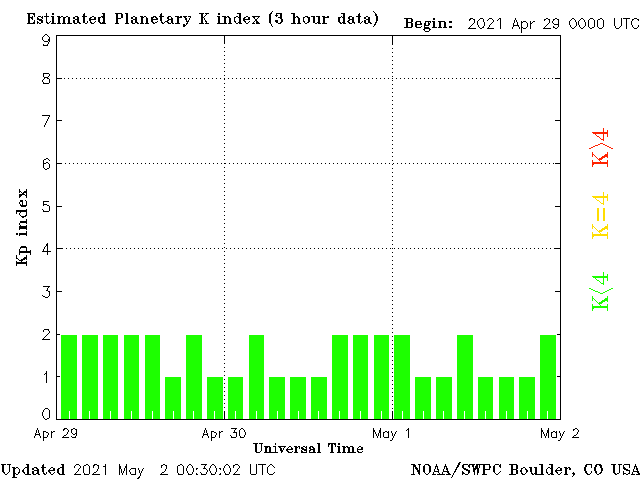 Estimated Planetary K index (3 hour data)
Begin: 2021 Apr 29 0000 UTC
9
8
7
6
5
4
3
2
1
0
Kp index
K>4
K=4
K<4
Apr 29
Apr 30
May 1
May 2
Universal Time
Updated 2021 May 2 00:30:02 UTC
NOAA/SWPC Boulder, CO USA